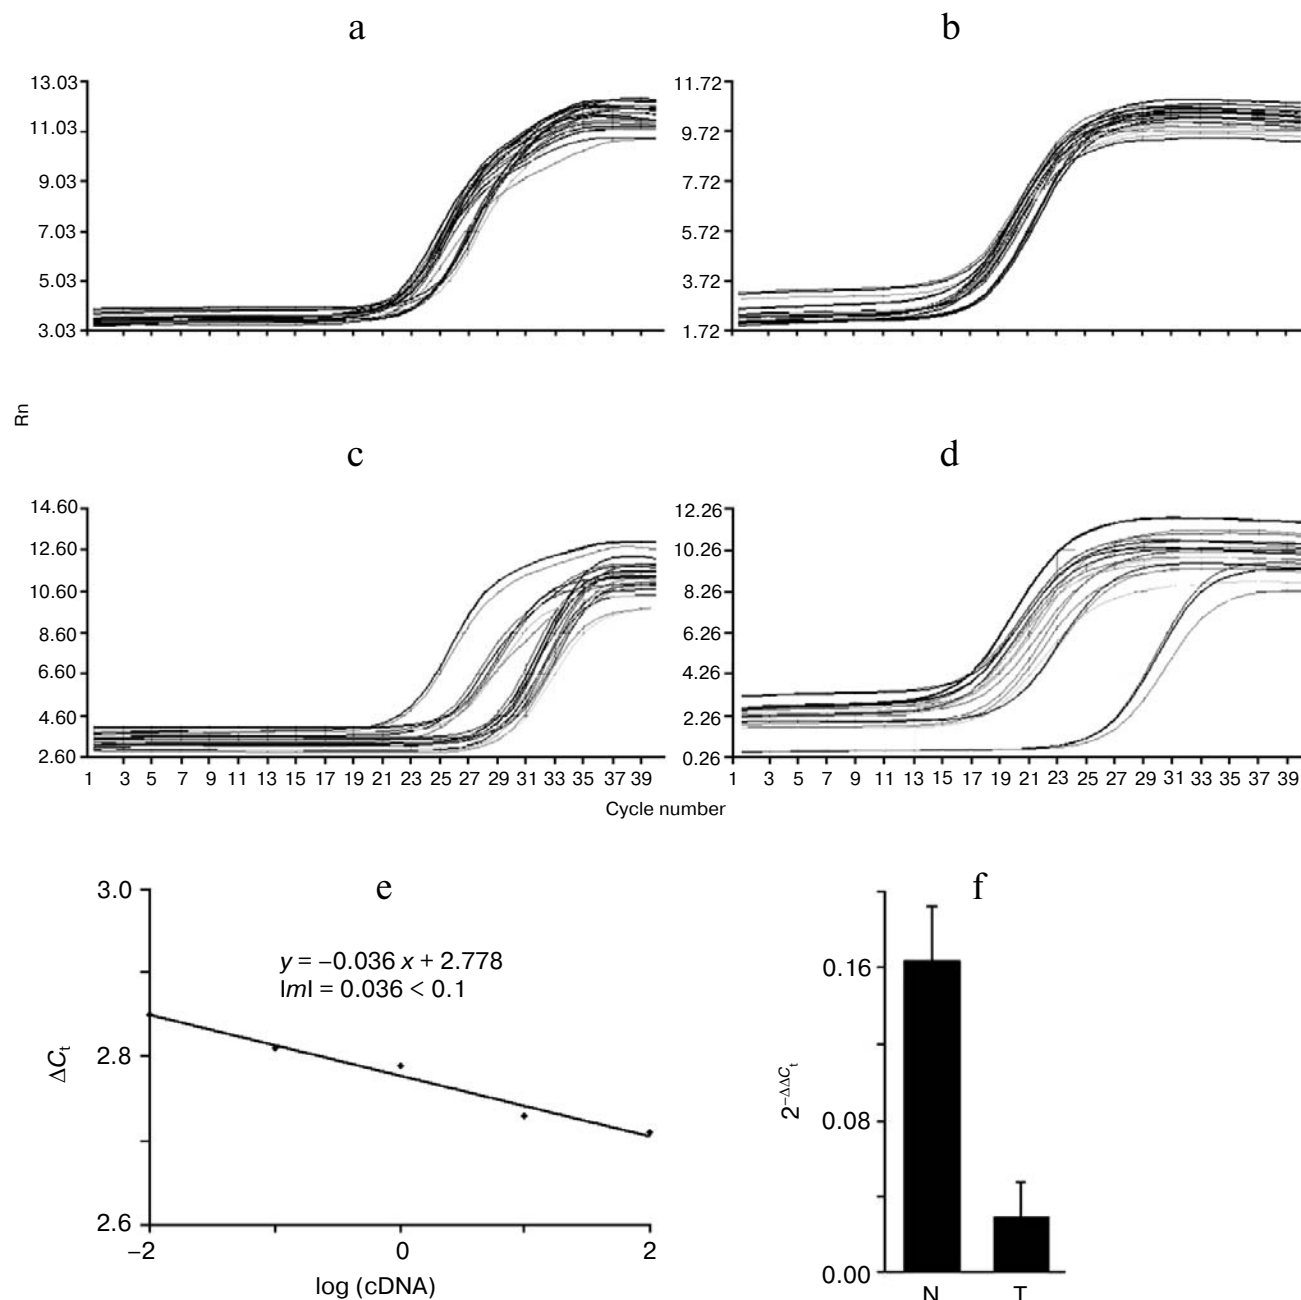 a
b
13.03
11.03
9.03
7.03
5.03
3.03
11.72
9.72
7.72
5.72
3.72
1.72
Rn
c
d
14.60
12.60
10.60
8.60
6.60
4.60
2.60
1 3 5 7 9 11 13 15 17 19 21 23 25 27 29 31 33 35 37 39
12.26
10.26
8.26
6.26
4.26
2.26
0.26
1 3 5 7 9 11 13 15 17 19 21 23 25 27 29 31 33 35 37 39
Cycle number
e
3.0
2.8
2.6
ΔCt
y = −0.036 x + 2.778
ImI = 0.036 < 0.1
−2 0 2
log (cDNA)
f
0.16
0.08
0.00
2−ΔΔCt
N T